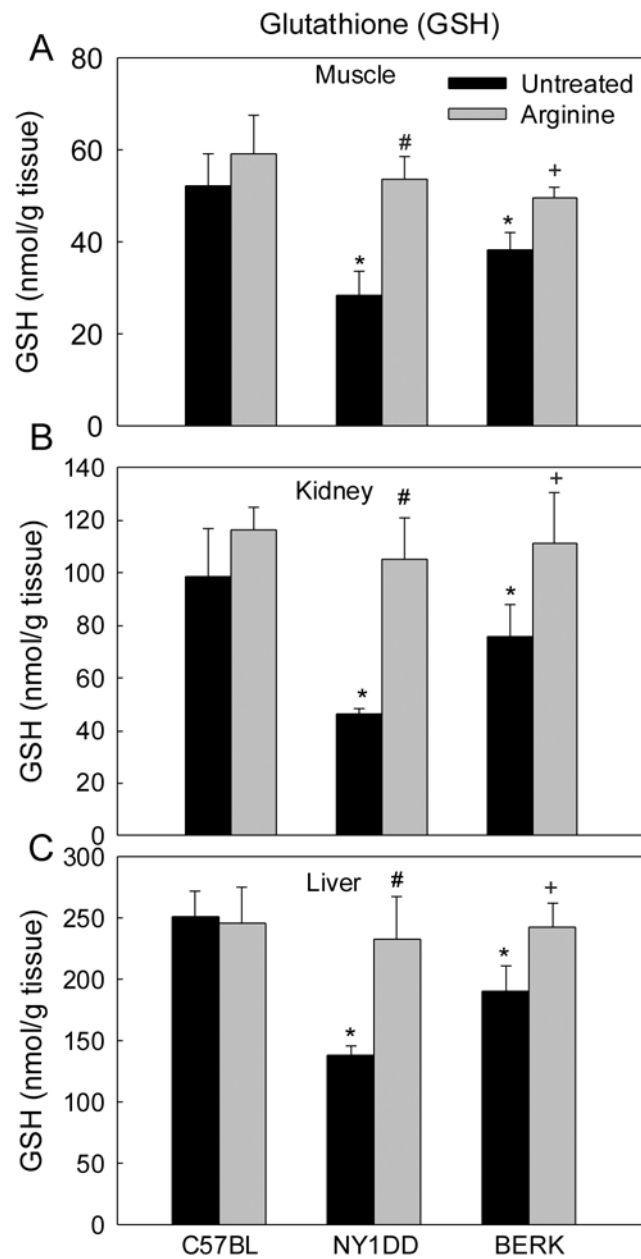 Glutathione (GSH)
A
Muscle
Untreated
Arginine
GSH (nmol/g tissue)
80
60
40
20
0
*
#
*
+
B
Kidney
GSH (nmol/g tissue)
140
120
100
80
60
40
20
0
*
#
*
+
C
Liver
GSH (nmol/g tissue)
300
250
200
150
100
50
0
*
#
*
+
C57BL NY1DD BERK